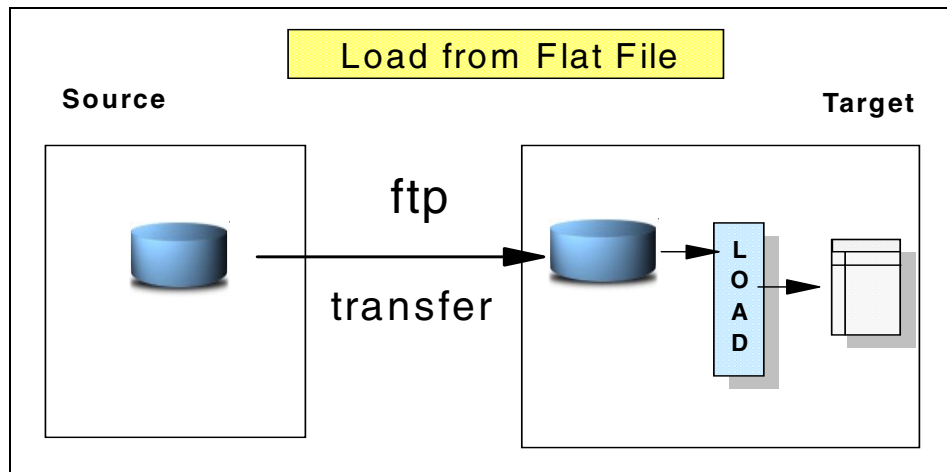 Load from Flat File
Source
Target
ftp
transfer
L
O
A
D